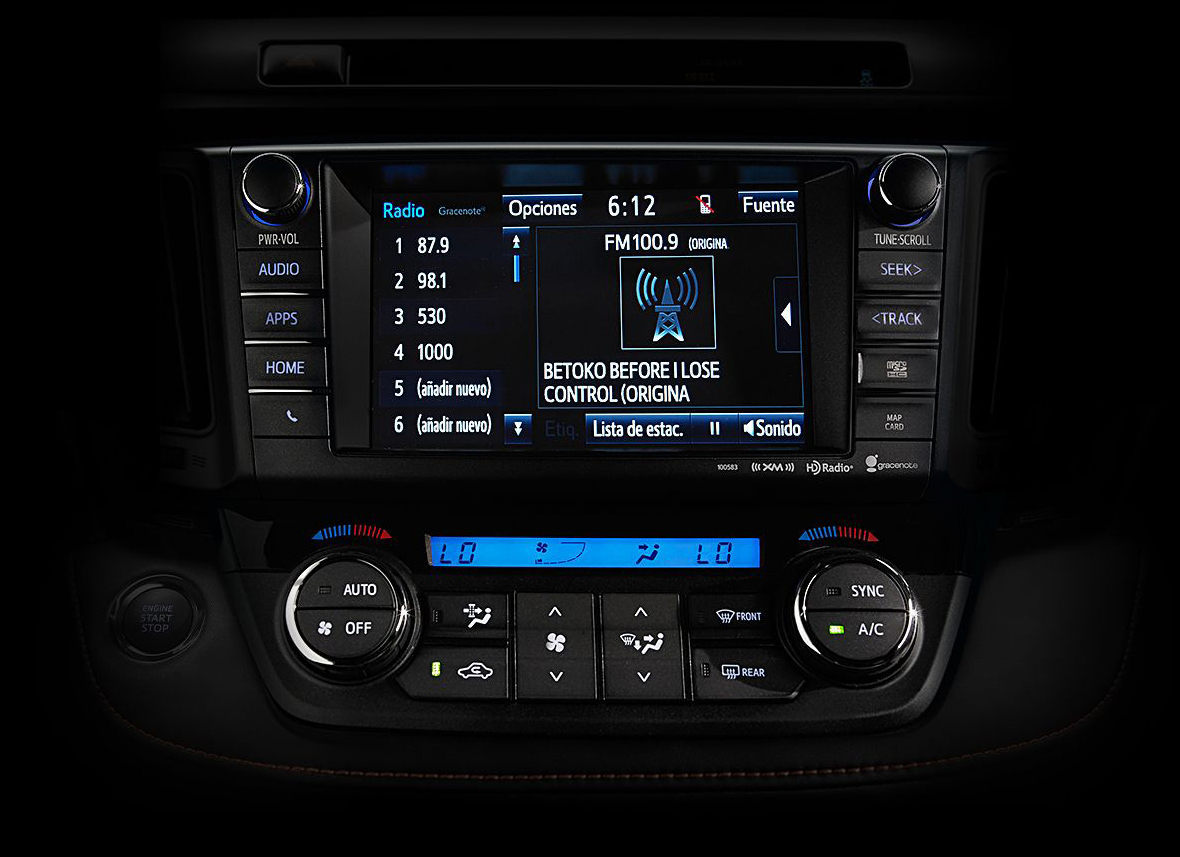 PWR·VOL
AUDIO
APPS
HOME
Radio Gracenote
Opciones
6:12
Fuente
1 87.9
2 98.1
3 530
4 1000
5 (añadir nuevo)
6 (añadir nuevo)
FM100.9 (ORIGINA
BETOKO BEFORE I LOSE
CONTROL (ORIGINA
Etiq.
Lista de estac.
Sonido
TUNE·SCROLL
SEEK>
<TRACK
MAP
CARD
100583
((XM))
HD Radio
gracenote
LO
LO
ENGINE
START
STOP
AUTO
OFF
FRONT
REAR
SYNC
A/C